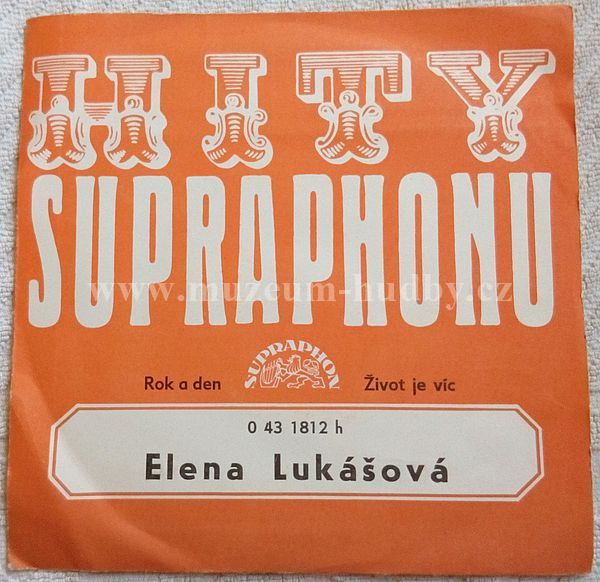 HITY
SUPRAPHONU
www.muzeum-hudby.cz
Rok a den SUPRAPHON Život je víc
0 43 1812 h
Elena Lukášová